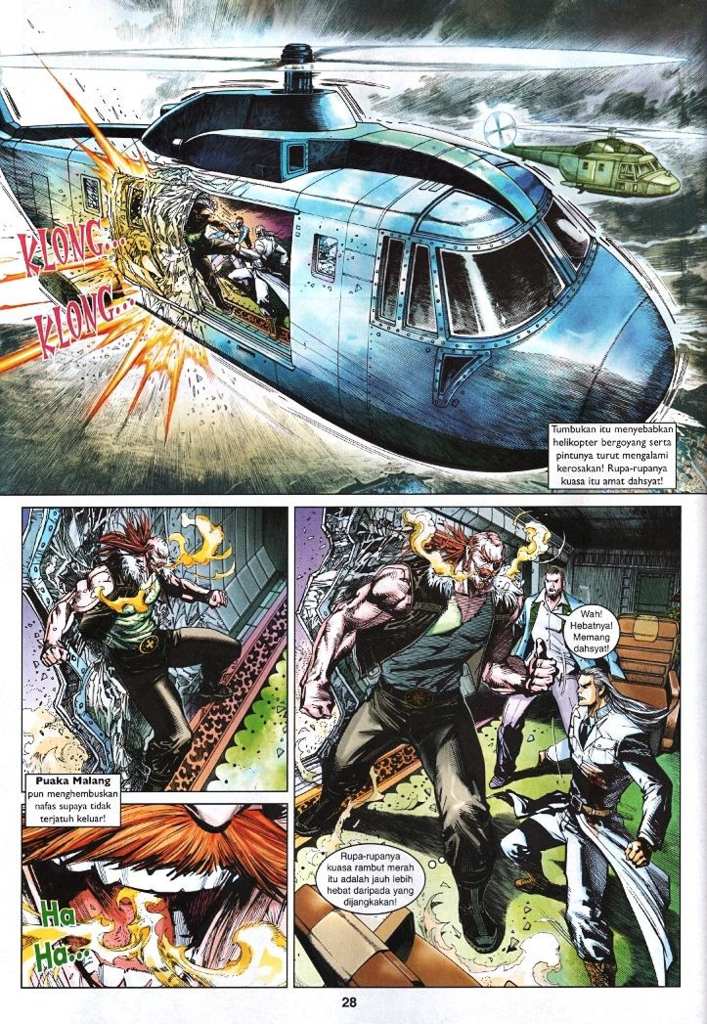 KLONG...
KLONG...
Tumbukan itu menyebabkan
helikopter bergoyang serta
pintunya turut mengalami
kerosakan! Rupa-rupanya
kuasa itu amat dahsyat!
Puaka Malang
pun menghembuskan
nafas supaya tidak
terjatuh keluar!
Ha
Ha...
Wah!
Hebatnya!
Memang
dahsyat!
Rupa-rupanya
kuasa rambut merah
itu adalah jauh lebih
hebat daripada yang
dijangkakan!
28